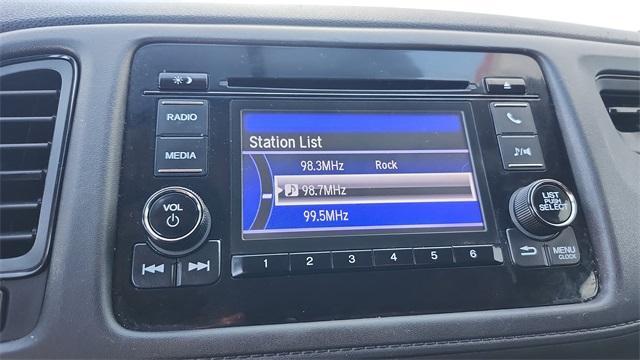 RADIO
MEDIA
VOL
Station List
98.3MHz Rock
98.7MHz
99.5MHz
1 2 3 4 5 6
LIST
PUSH
SELECT
MENU
CLOCK